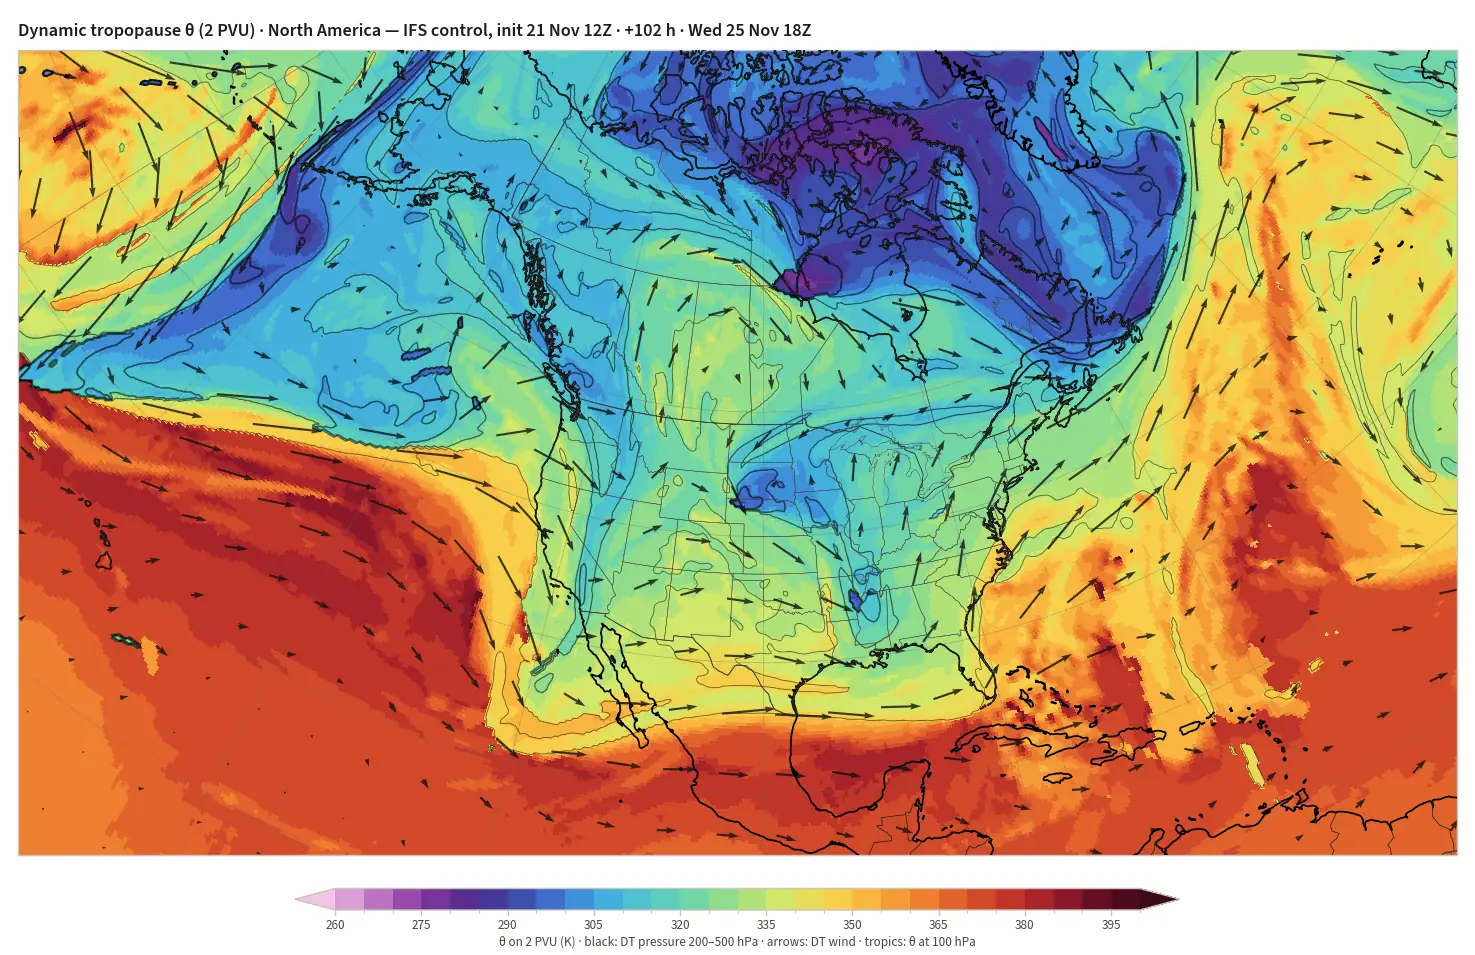 Dynamic tropopause θ (2 PVU) · North America — IFS control, init 21 Nov 12Z · +102 h · Wed 25 Nov 18Z
260 275 290 305 320 335 350 365 380 395
θ on 2 PVU (K) · black: DT pressure 200–500 hPa · arrows: DT wind · tropics: θ at 100 hPa